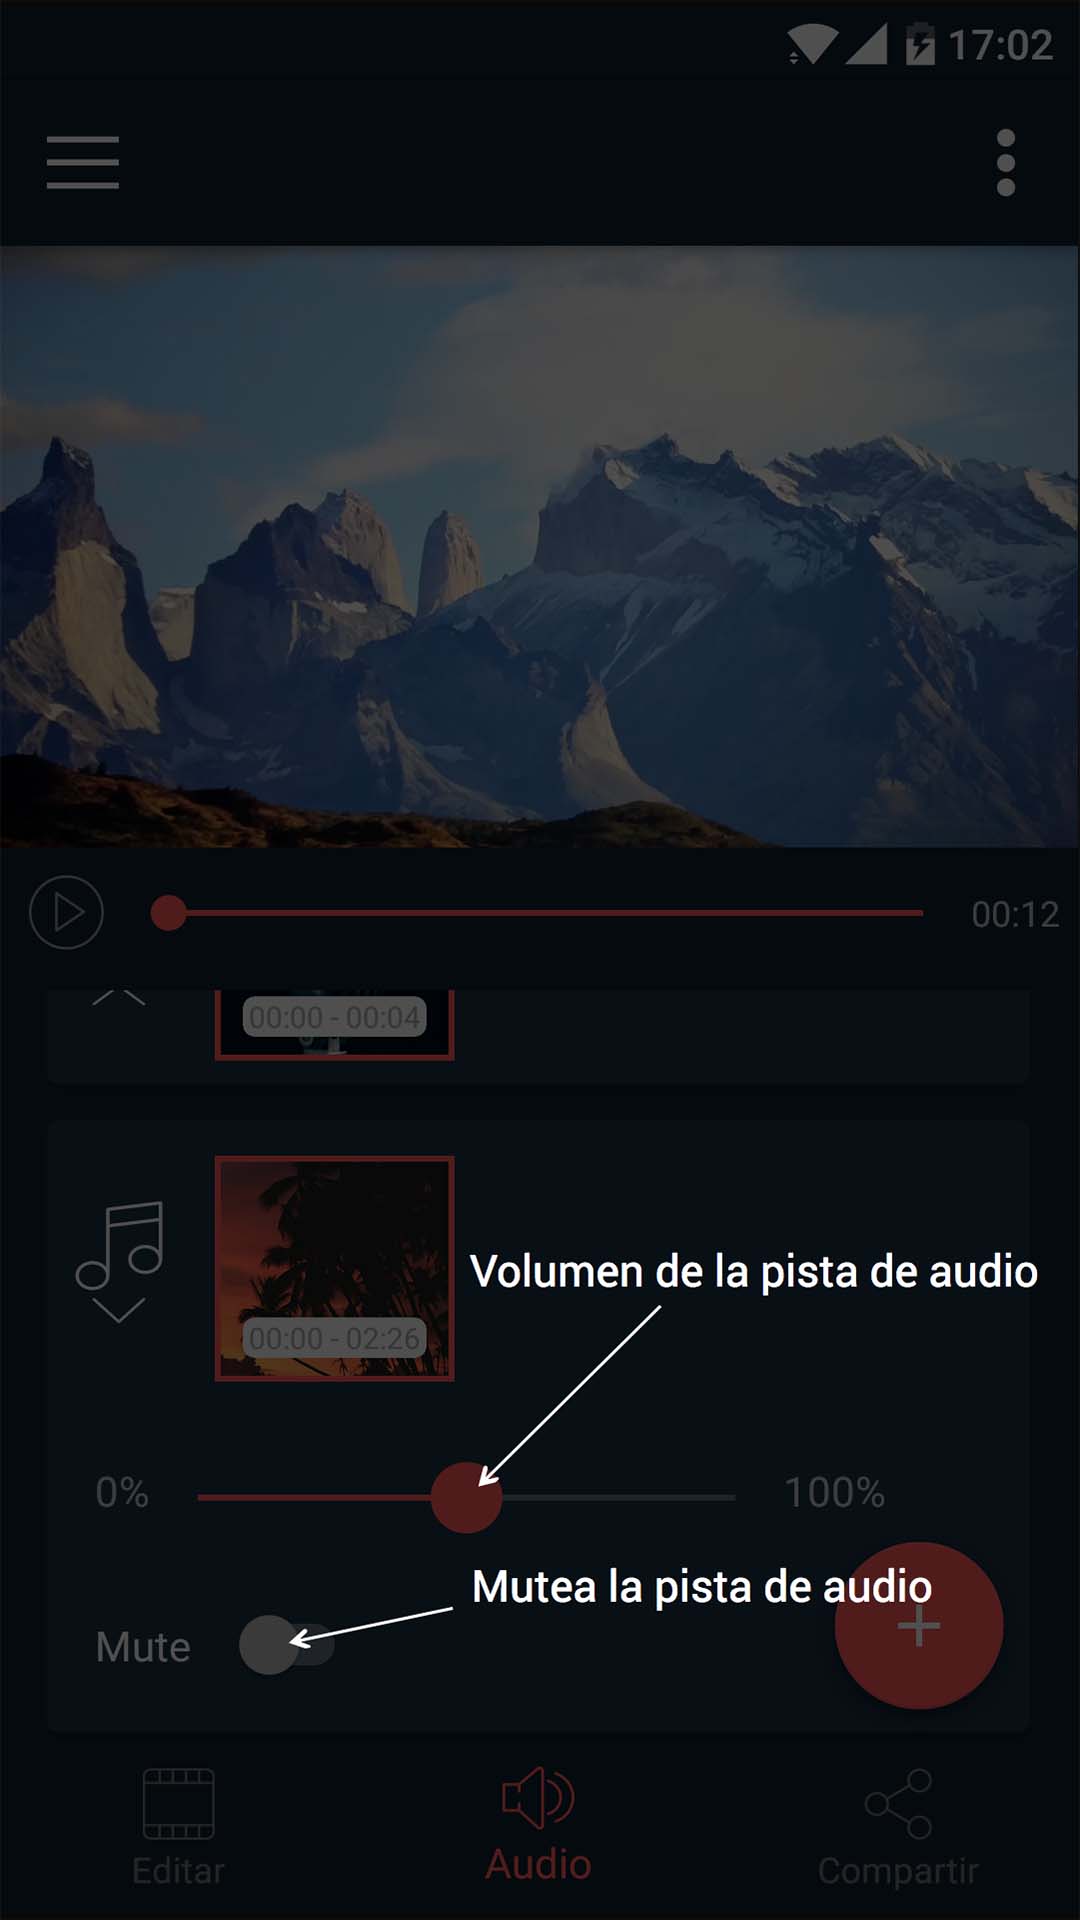 17:02
00:12
00:00 - 00:04
00:00 - 02:26
Volumen de la pista de audio
0%
100%
Mutea la pista de audio
Mute
Editar
Audio
Compartir